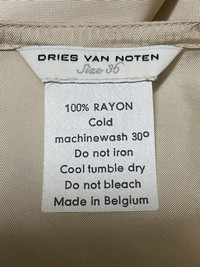 DRIES VAN NOTEN
Size 36
100% RAYON
Cold
machinewash 30º
Do not iron
Cool tumble dry
Do not bleach
Made in Belgium